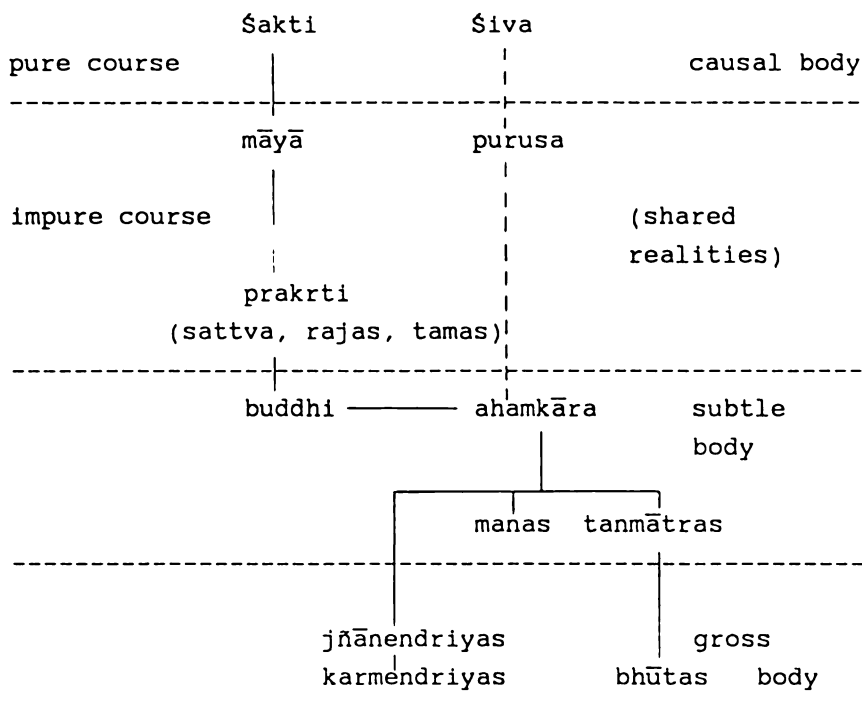 Śakti Śiva
pure course causal body
māyā purusa
impure course (shared
realities)
prakrti
(sattva, rajas, tamas)
buddhi ahamkāra subtle
body
manas tanmātras
jñānendriyas gross
karmendriyas bhūtas body